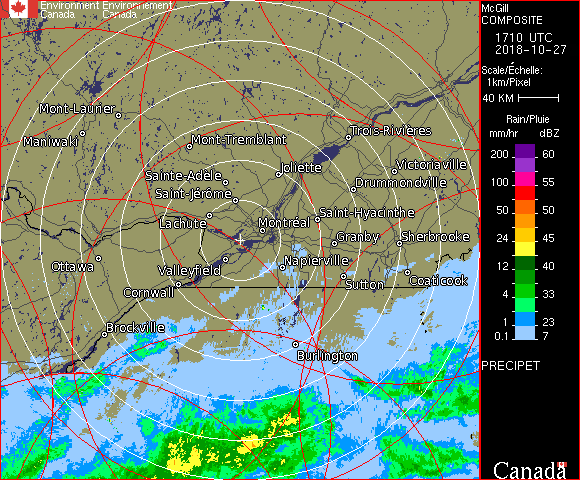 Environment Environnement
Canada Canada
McGill
COMPOSITE
1710 UTC
2018-10-27
Scale/Échelle:
1km/Pixel
40 KM
Rain/Pluie
mm/hr dBZ
200 60
100 55
50 50
24 45
12 40
4 33
1 23
0.1 7
PRECIPET
Canada
Mont-Laurier
Maniwaki
Mont-Tremblant
Trois-Rivières
Joliette
Victoriaville
Sainte-Adèle
Drummondville
Saint-Jérôme
Saint-Hyacinthe
Lachute
Montréal
Granby
Sherbrooke
Ottawa
Valleyfield
Napierville
Cornwall
Sutton
Coaticook
Brockville
Burlington